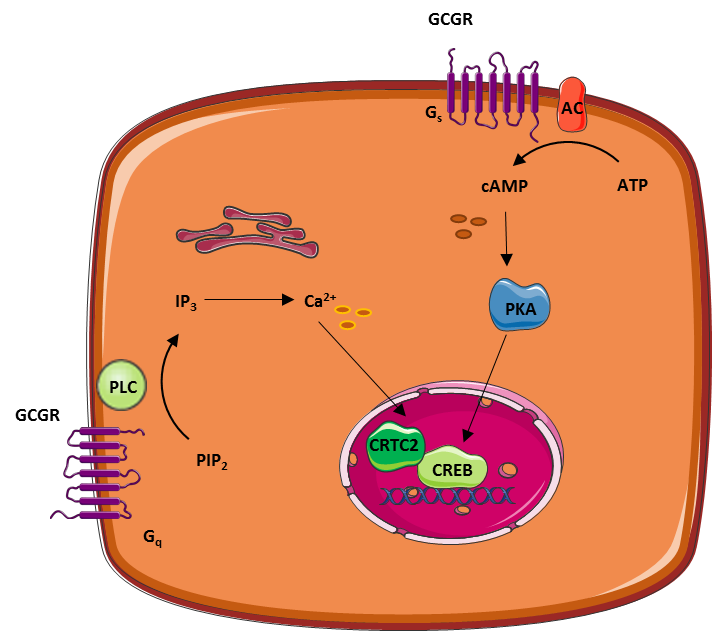 GCGR
Gs
AC
cAMP
ATP
IP3
Ca2+
PKA
PLC
GCGR
PIP2
CRTC2
CREB
Gq